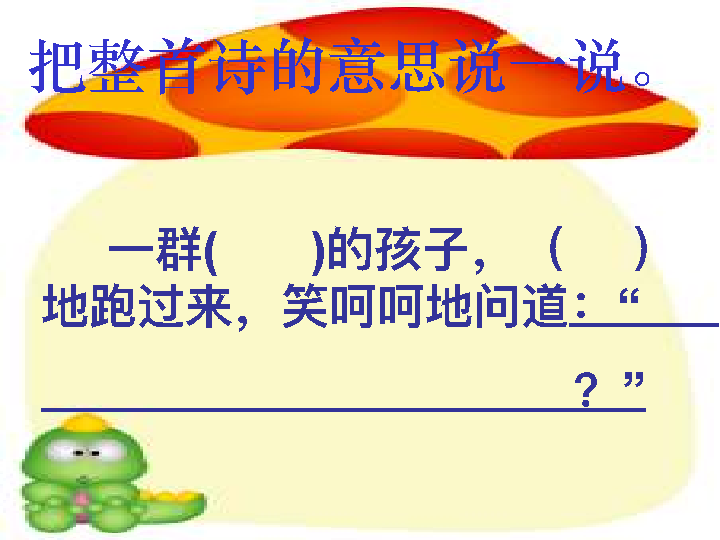 把整首诗的意思说一说。
一群(      )的孩子，（    ）
地跑过来，笑呵呵地问道：“
？”